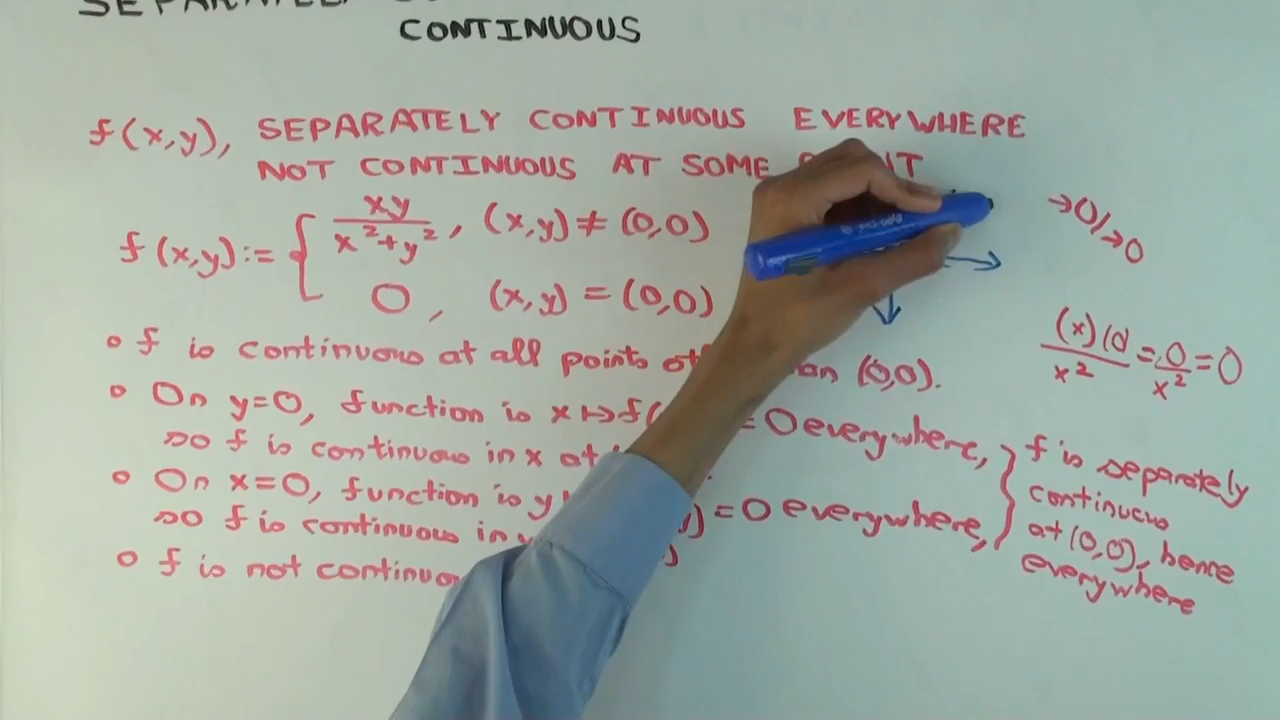 SEPARATELY
CONTINUOUS
f(x,y), SEPARATELY CONTINUOUS EVERYWHERE
NOT CONTINUOUS AT SOME
f(x,y):= { xy/x²+y², (x,y)≠(0,0)
0, (x,y)=(0,0)
→0/→0
(x)(0)/x² = 0/x² = 0
• f is continuous at all points (0,0).
• On y=0, function is x↦f( =0 everywhere,
so f is continuous in x at
• On x=0, function is y =0 everywhere,
so f is continuous in
• f is not
f is separately
continuous
at (0,0), hence
everywhere